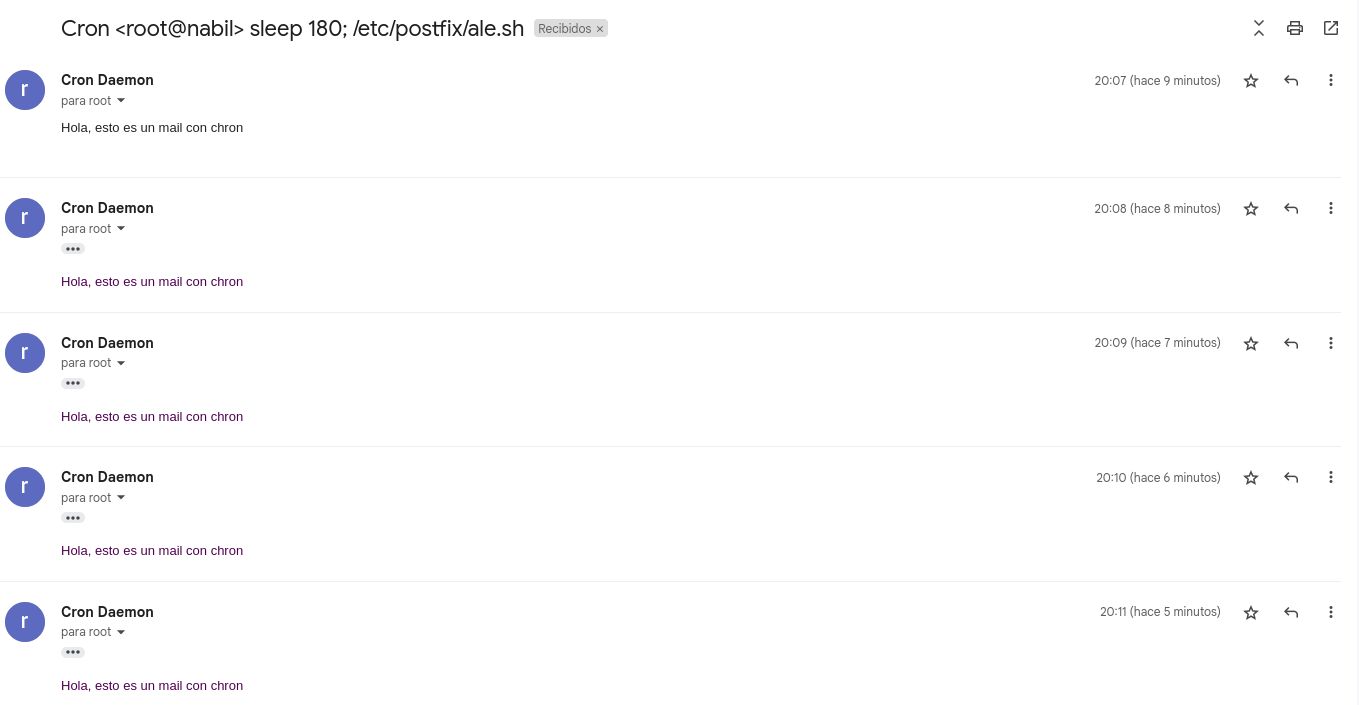 Cron <root@nabil> sleep 180; /etc/postfix/ale.sh Recibidos ×
r Cron Daemon 20:07 (hace 9 minutos)
para root
Hola, esto es un mail con chron
r Cron Daemon 20:08 (hace 8 minutos)
para root
Hola, esto es un mail con chron
r Cron Daemon 20:09 (hace 7 minutos)
para root
Hola, esto es un mail con chron
r Cron Daemon 20:10 (hace 6 minutos)
para root
Hola, esto es un mail con chron
r Cron Daemon 20:11 (hace 5 minutos)
para root
Hola, esto es un mail con chron